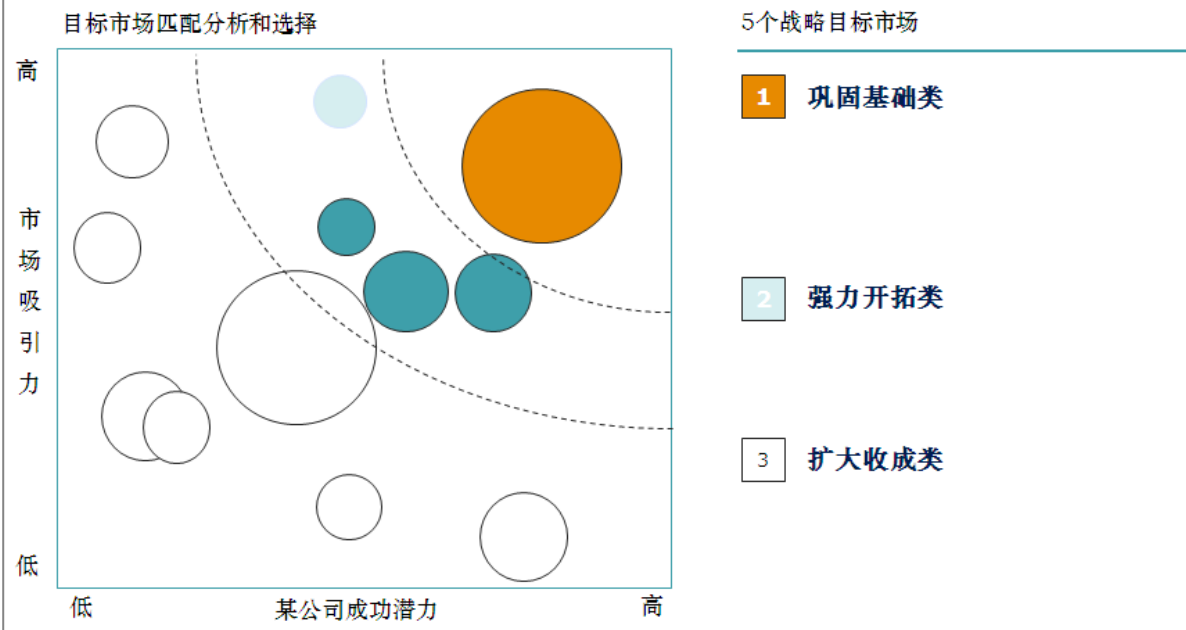 目标市场匹配分析和选择
5个战略目标市场
高
市场吸引力
低
低
某公司成功潜力
高
1 巩固基础类
2 强力开拓类
3 扩大收成类